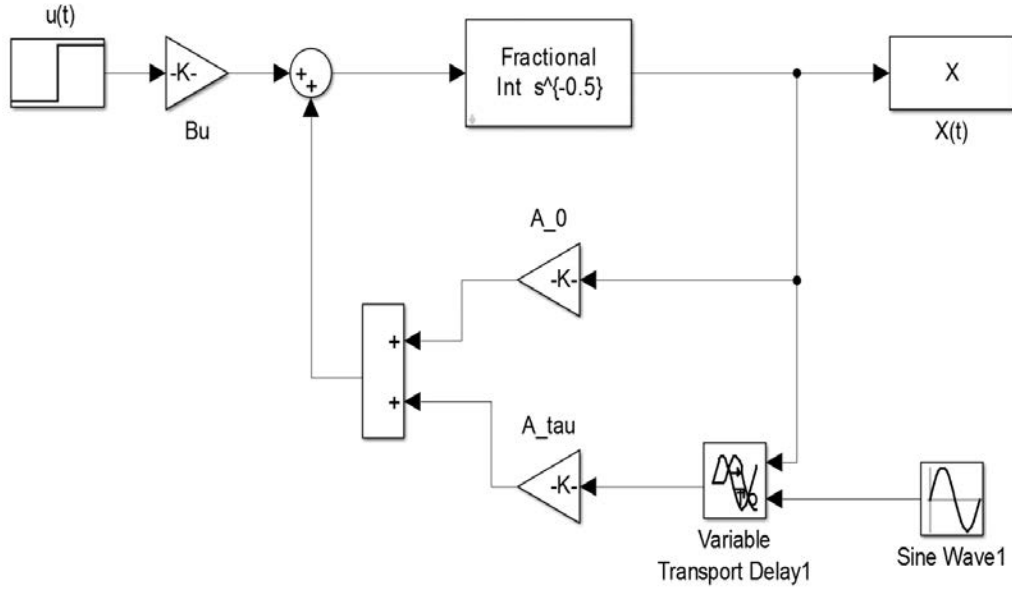 u(t)
-K-
Bu
+
+
Fractional
Int s^{-0.5}
X
X(t)
A_0
-K-
+
+
A_tau
-K-
Variable
Transport Delay1
Sine Wave1